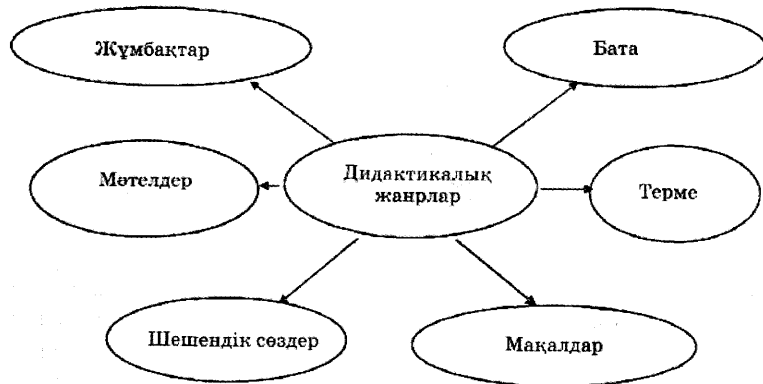 Жұмбақтар
Бата
Мәтелдер
Дидактикалық
жанрлар
Терме
Шешендік сөздер
Мақалдар